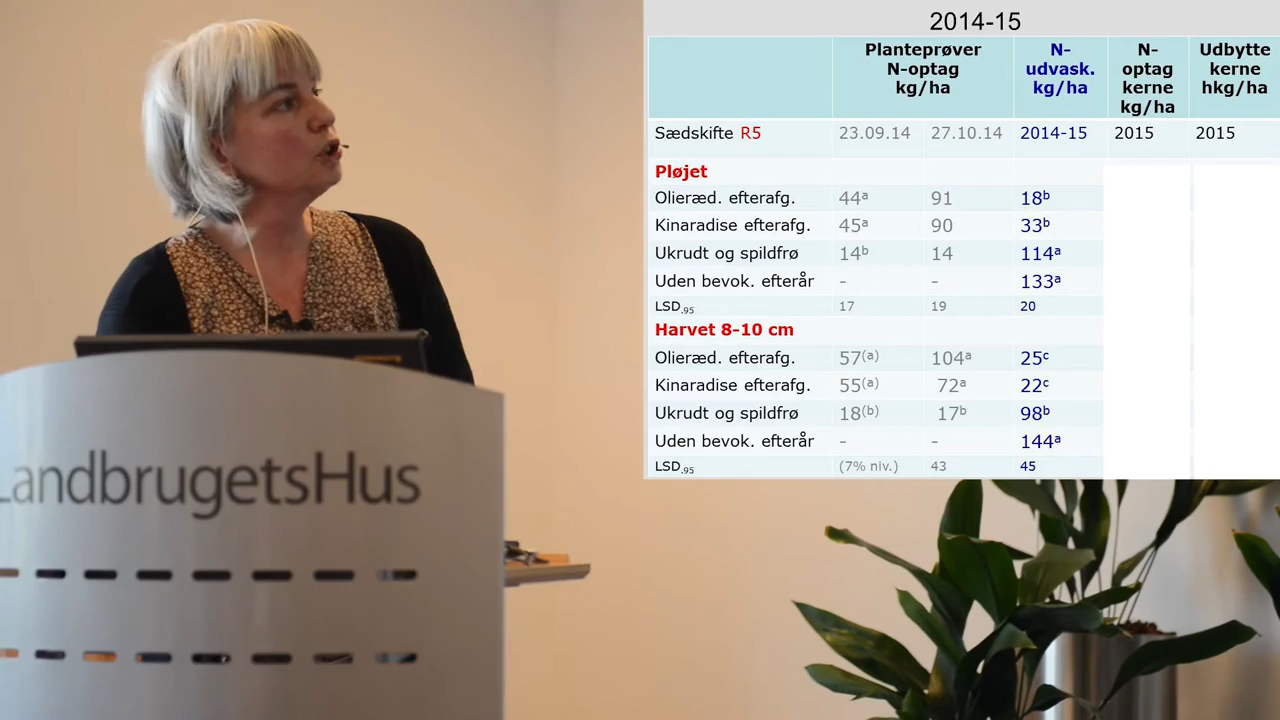 2014-15
Planteprøver N-optag kg/ha N-udvask. kg/ha N-optag kerne kg/ha Udbytte kerne hkg/ha
Sædskifte R5 23.09.14 27.10.14 2014-15 2015 2015
Pløjet
Olieræd. efterafg. 44ᵃ 91 18ᵇ
Kinaradise efterafg. 45ᵃ 90 33ᵇ
Ukrudt og spildfrø 14ᵇ 14 114ᵃ
Uden bevok. efterår - - 133ᵃ
LSD.95 17 19 20
Harvet 8-10 cm
Olieræd. efterafg. 57⁽ᵃ⁾ 104ᵃ 25ᶜ
Kinaradise efterafg. 55⁽ᵃ⁾ 72ᵃ 22ᶜ
Ukrudt og spildfrø 18⁽ᵇ⁾ 17ᵇ 98ᵇ
Uden bevok. efterår - - 144ᵃ
LSD.95 (7% niv.) 43 45
LandbrugetsHus